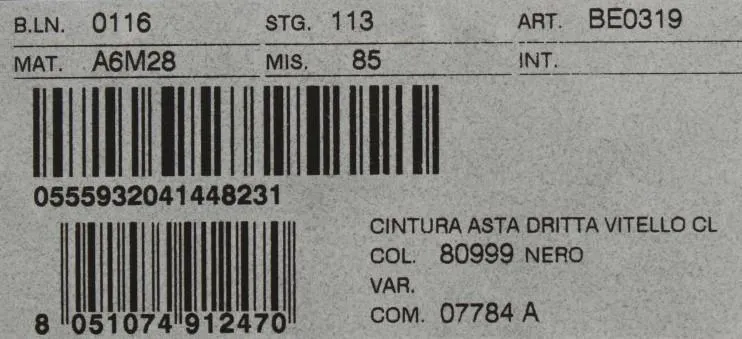 B.LN. 0116 STG. 113 ART. BE0319
MAT. A6M28 MIS. 85 INT.
0555932041448231
CINTURA ASTA DRITTA VITELLO CL
COL. 80999 NERO
VAR.
COM. 07784 A
8 051074 912470